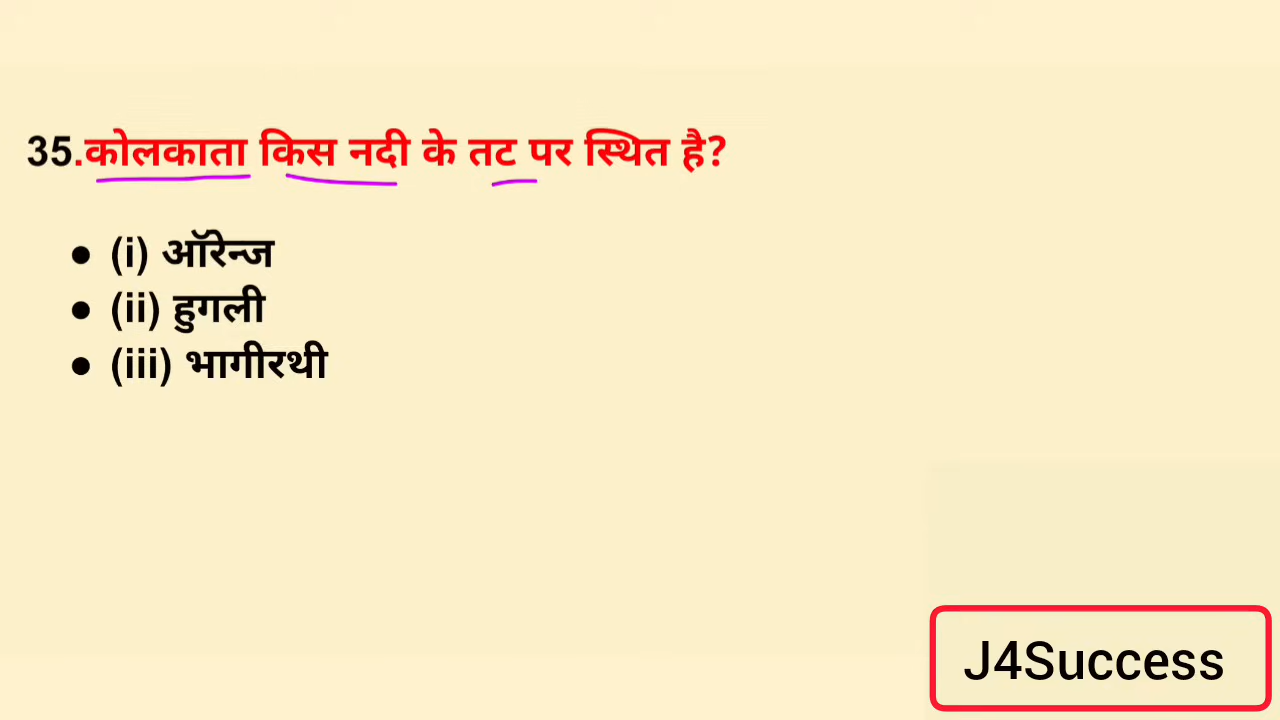 35.कोलकाता किस नदी के तट पर स्थित है?
● (i) ऑरेन्ज
● (ii) हुगली
● (iii) भागीरथी
J4Success